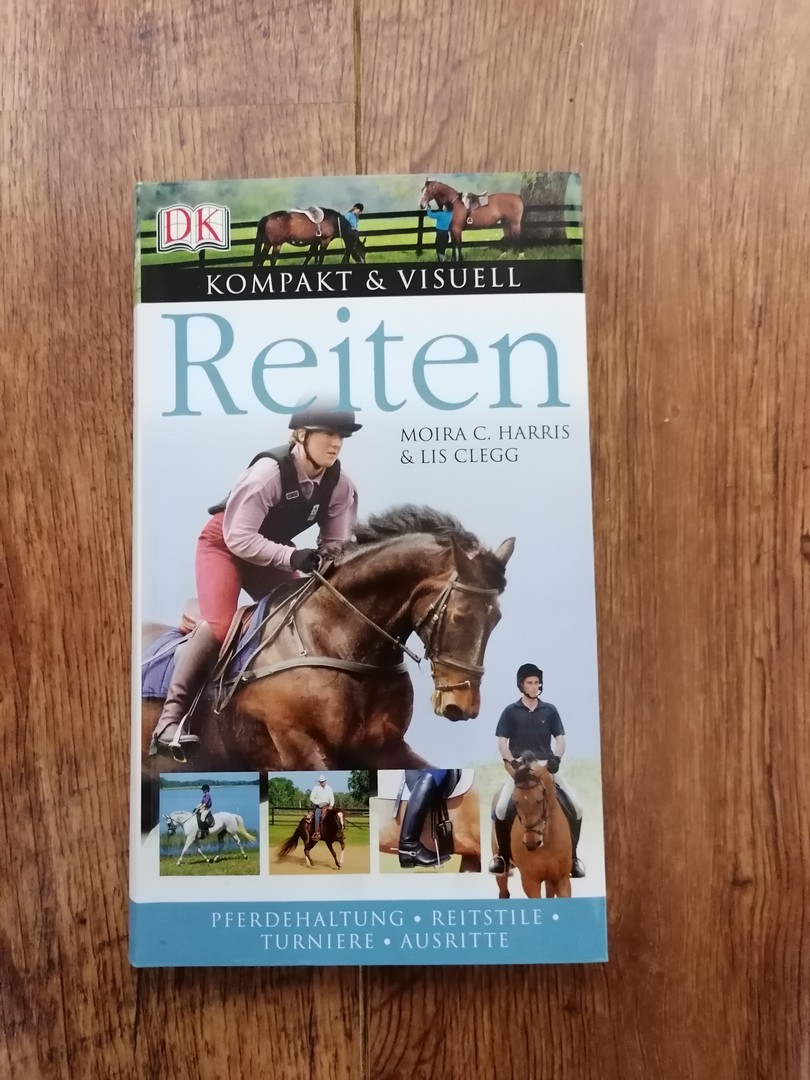 DK
KOMPAKT & VISUELL
Reiten
MOIRA C. HARRIS
& LIS CLEGG
PFERDEHALTUNG • REITSTILE •
TURNIERE • AUSRITTE